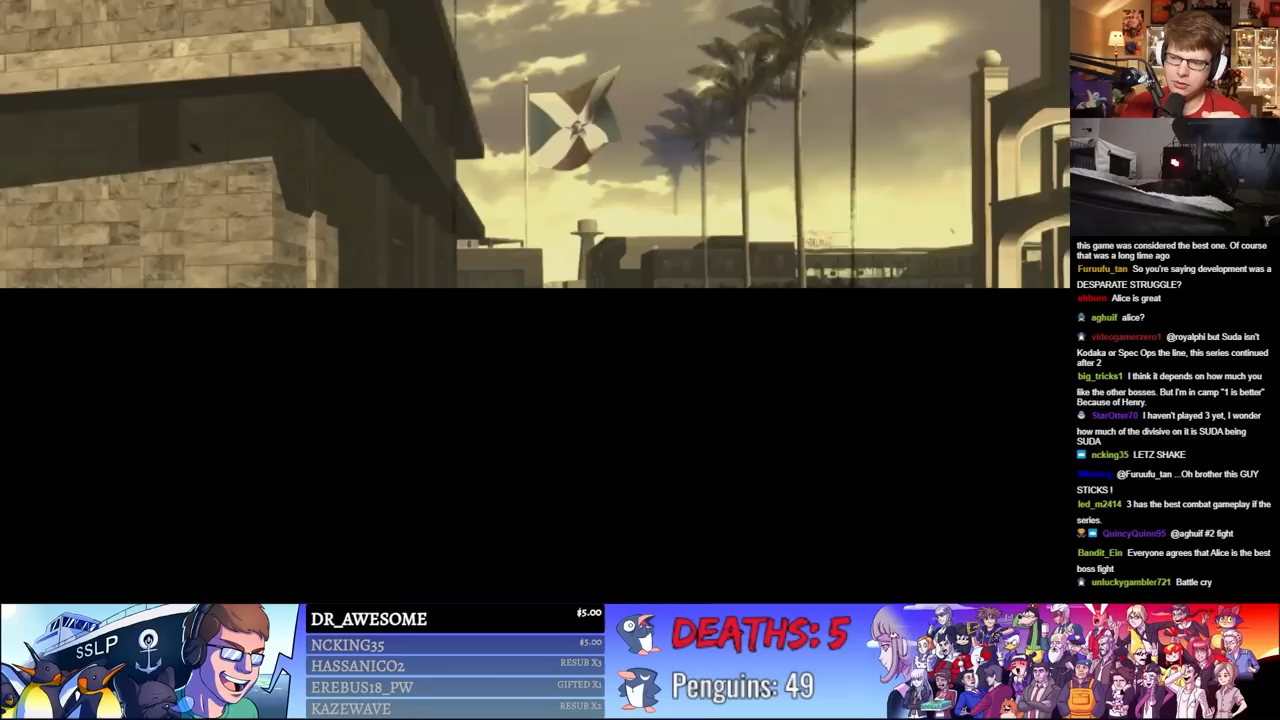 this game was considered the best one. Of course
that was a long time ago
Furuufu_tan So you're saying development was a
DESPARATE STRUGGLE?
ehburn Alice is great
aghuif alice?
videogamerzero1 @royalphi but Suda isn't
Kodaka or Spec Ops the line, this series continued
after 2
big_tricks1 I think it depends on how much you
like the other bosses. But I'm in camp "1 is better"
Because of Henry.
StarOtter70 I haven't played 3 yet, I wonder
how much of the divisive on it is SUDA being
SUDA
ncking35 LETZ SHAKE
@Furuufu_tan ...Oh brother this GUY
STICKS !
led_m2414 3 has the best combat gameplay if the
series.
QuincyQuinn95 @aghuif #2 fight
Bandit_Ein Everyone agrees that Alice is the best
boss fight
unluckygambler721 Battle cry
SSLP
DR_AWESOME $5.00
NCKING35 $5.00
HASSANICO2 RESUB X3
EREBUS18_PW GIFTED X1
KAZEWAVE RESUB X2
DEATHS: 5
Penguins: 49